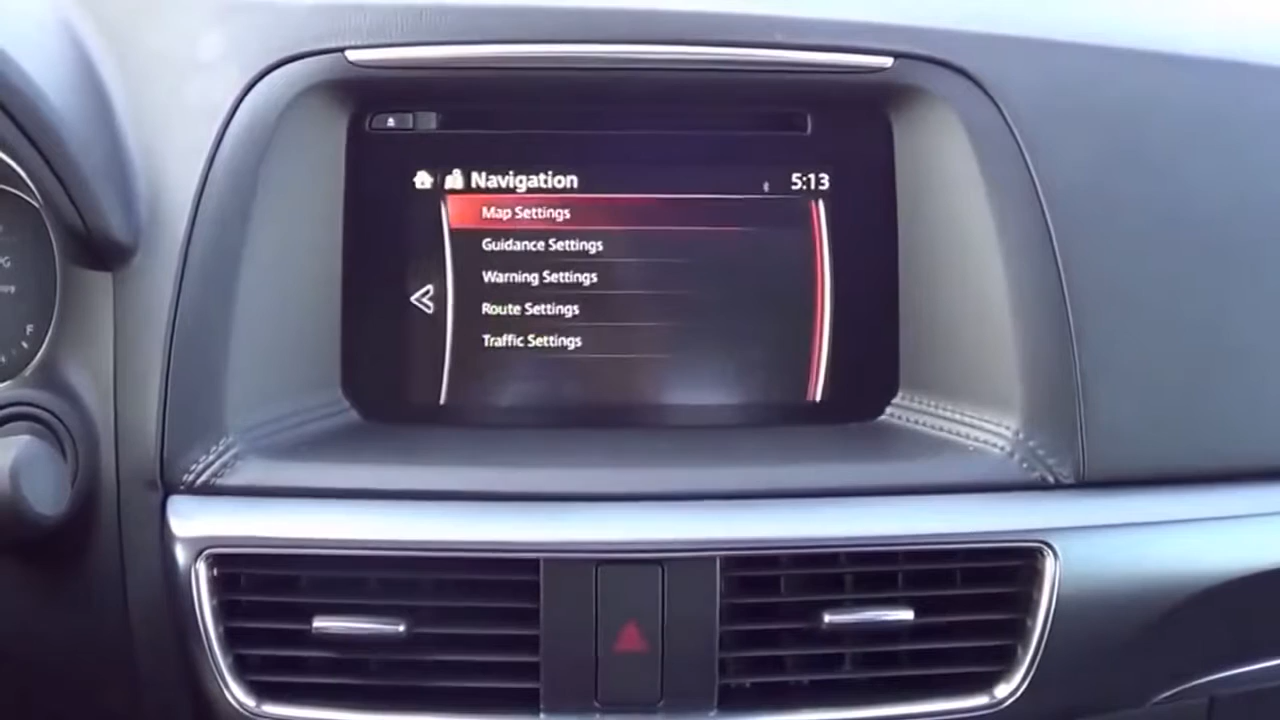 Navigation 5:13
Map Settings
Guidance Settings
Warning Settings
Route Settings
Traffic Settings
F